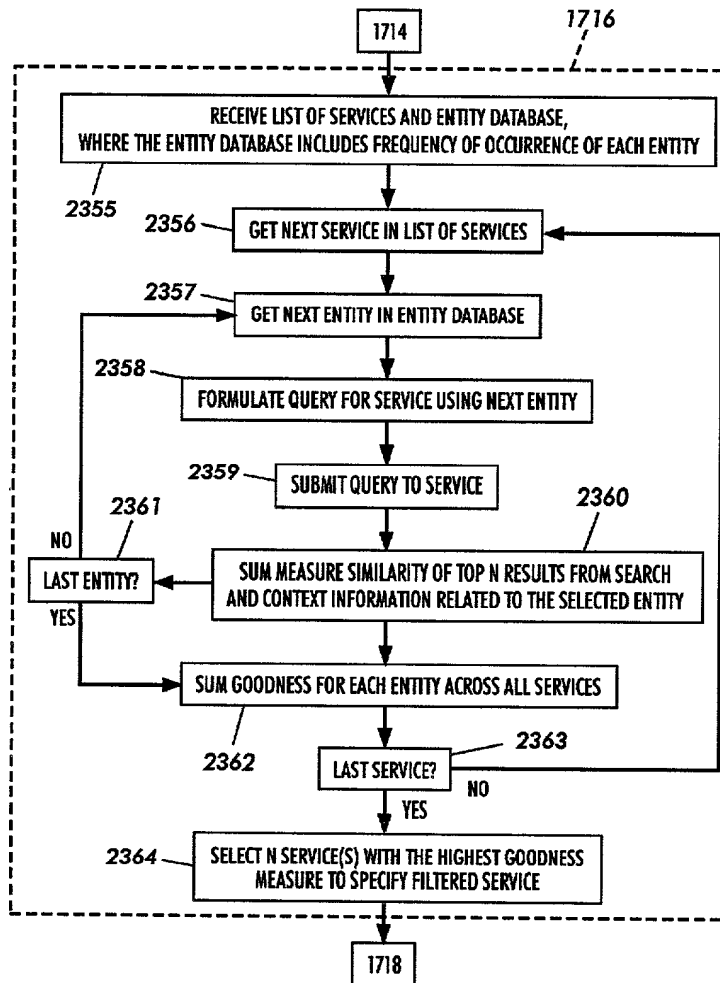 1714
1716
RECEIVE LIST OF SERVICES AND ENTITY DATABASE,
WHERE THE ENTITY DATABASE INCLUDES FREQUENCY OF OCCURRENCE OF EACH ENTITY
2355
2356
GET NEXT SERVICE IN LIST OF SERVICES
2357
GET NEXT ENTITY IN ENTITY DATABASE
2358
FORMULATE QUERY FOR SERVICE USING NEXT ENTITY
2359
SUBMIT QUERY TO SERVICE
2361
2360
NO
LAST ENTITY?
YES
SUM MEASURE SIMILARITY OF TOP N RESULTS FROM SEARCH
AND CONTEXT INFORMATION RELATED TO THE SELECTED ENTITY
SUM GOODNESS FOR EACH ENTITY ACROSS ALL SERVICES
2362
2363
LAST SERVICE?
NO
YES
2364
SELECT N SERVICE(S) WITH THE HIGHEST GOODNESS
MEASURE TO SPECIFY FILTERED SERVICE
1718